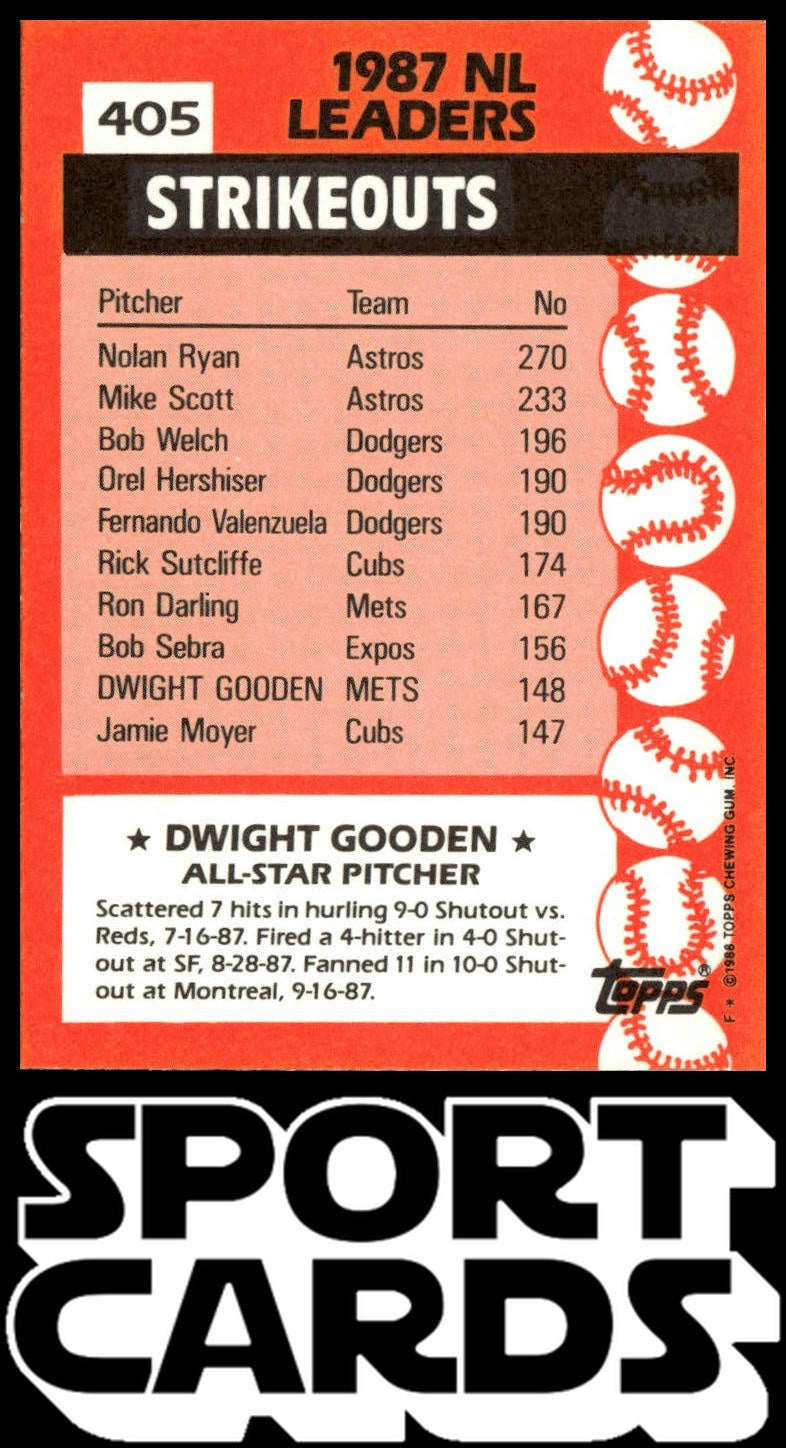 405
1987 NL
LEADERS
STRIKEOUTS
Pitcher Team No
Nolan Ryan Astros 270
Mike Scott Astros 233
Bob Welch Dodgers 196
Orel Hershiser Dodgers 190
Fernando Valenzuela Dodgers 190
Rick Sutcliffe Cubs 174
Ron Darling Mets 167
Bob Sebra Expos 156
DWIGHT GOODEN METS 148
Jamie Moyer Cubs 147
★ DWIGHT GOODEN ★
ALL-STAR PITCHER
Scattered 7 hits in hurling 9-0 Shutout vs.
Reds, 7-16-87. Fired a 4-hitter in 4-0 Shut-
out at SF, 8-28-87. Fanned 11 in 10-0 Shut-
out at Montreal, 9-16-87.
topps®
F * ©1988 TOPPS CHEWING GUM, INC.
SPORT
CARDS